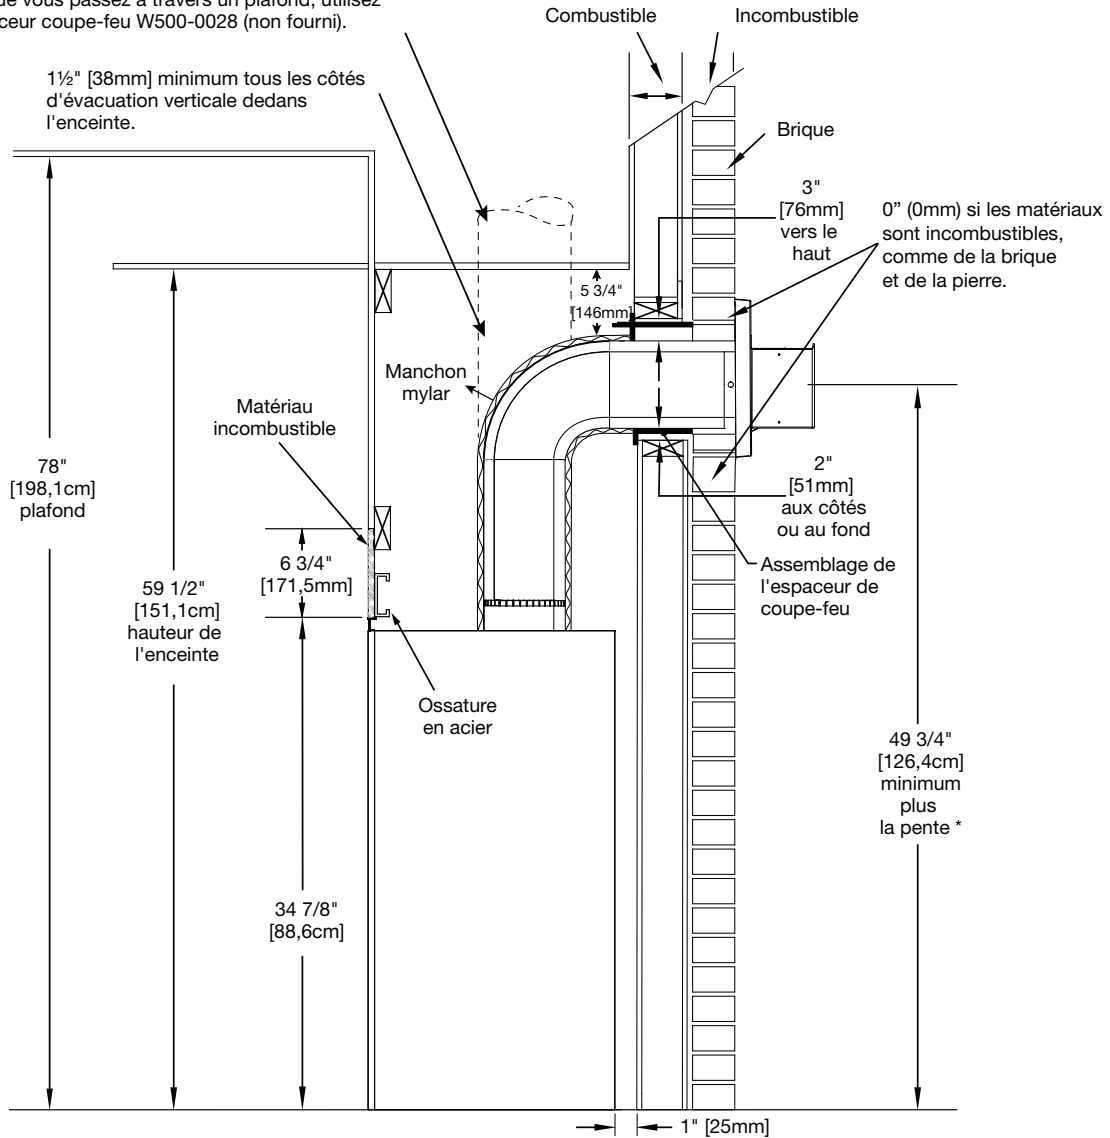 vous passez à travers un plafond, utilisez
coupe-feu W500-0028 (non fourni).
Combustible
Incombustible
1½" [38mm] minimum tous les côtés
d'évacuation verticale dedans
l'enceinte.
Brique
3"
[76mm]
vers le
haut
0” (0mm) si les matériaux
sont incombustibles,
comme de la brique
et de la pierre.
5 3/4"
[146mm]
Manchon
mylar
Matériau
incombustible
78"
[198,1cm]
plafond
2"
[51mm]
aux côtés
ou au fond
6 3/4"
[171,5mm]
59 1/2"
[151,1cm]
hauteur de
l'enceinte
Assemblage de
l'espaceur de
coupe-feu
Ossature
en acier
49 3/4"
[126,4cm]
minimum
plus
la pente *
34 7/8"
[88,6cm]
1" [25mm]